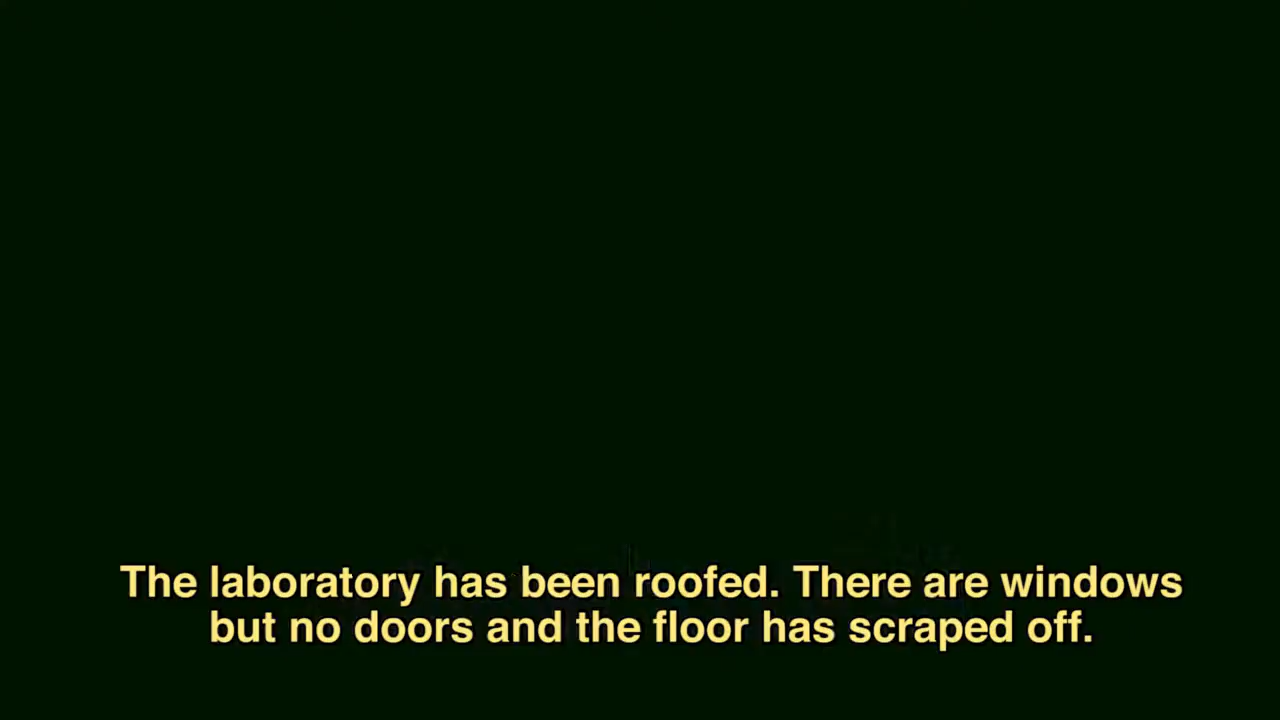 The laboratory has been roofed. There are windows
but no doors and the floor has scraped off.